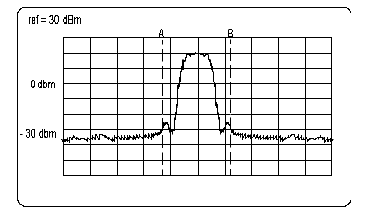 ref = 30 dBm
A B
0 dbm
- 30 dbm